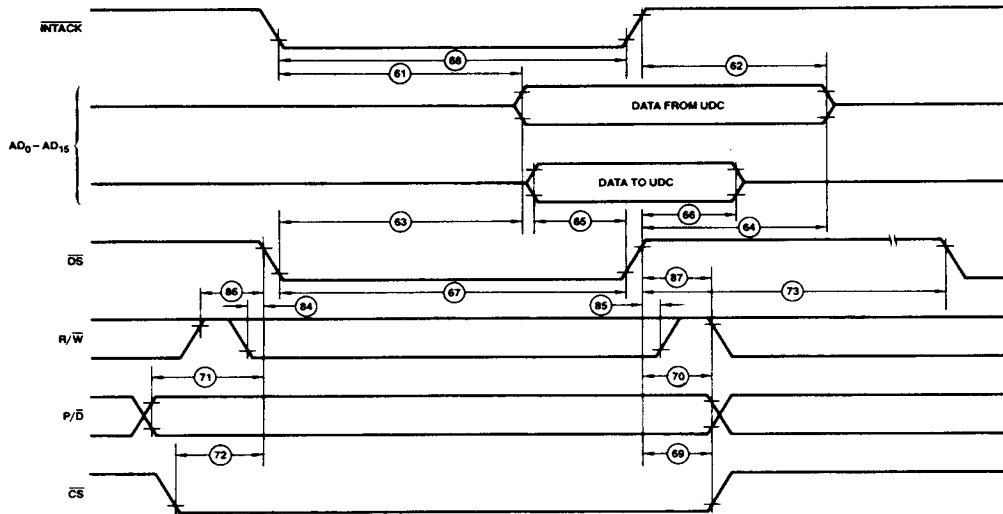 INTACK
61
68
62
DATA FROM UDC
AD0 – AD15
DATA TO UDC
63
65
66
64
DS
86
84
67
85
87
73
R/W
71
70
P/D
72
69
CS